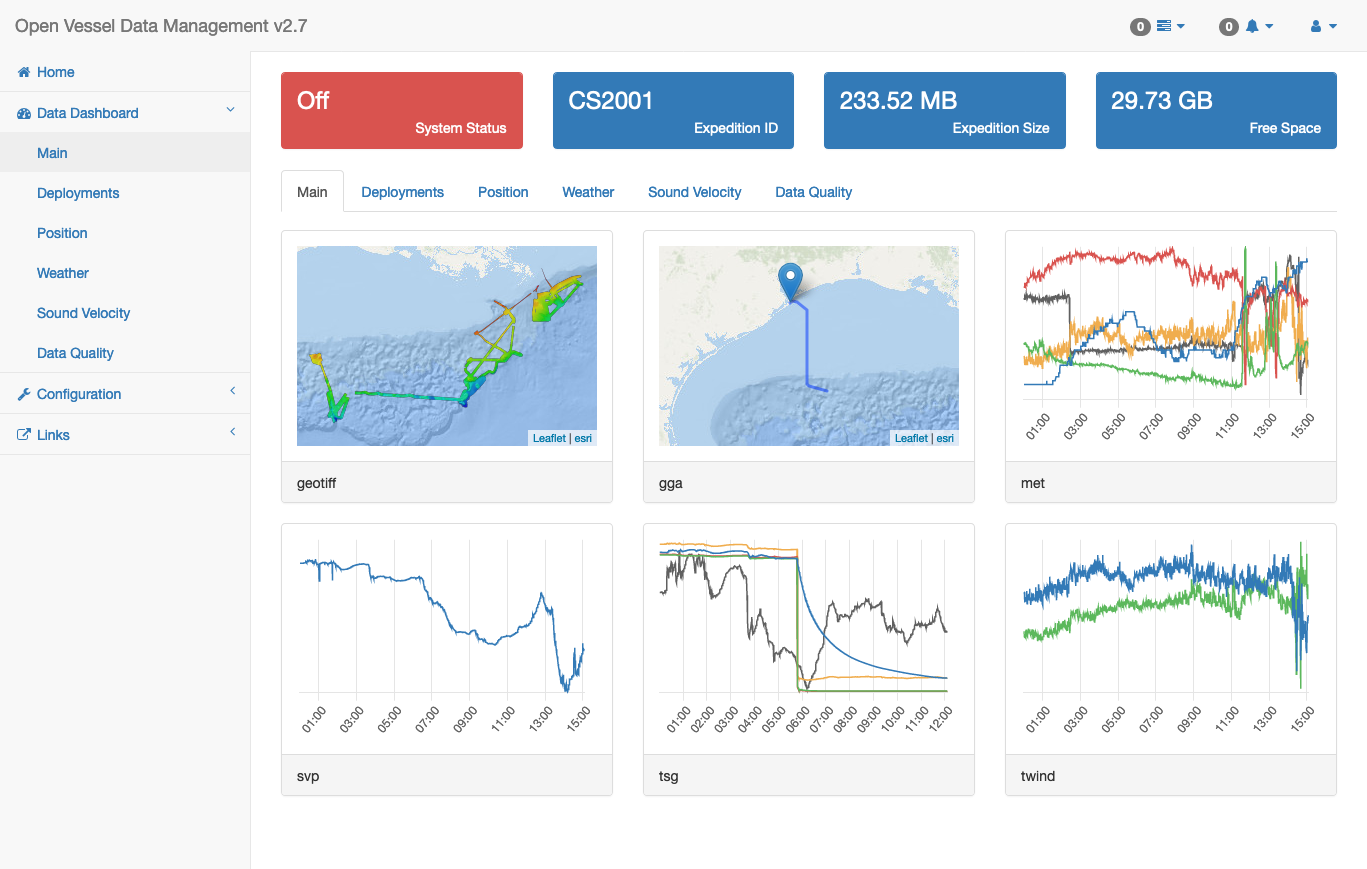 Open Vessel Data Management v2.7
0
0
Home
Data Dashboard
Main
Deployments
Position
Weather
Sound Velocity
Data Quality
Configuration
Links
Off
System Status
CS2001
Expedition ID
233.52 MB
Expedition Size
29.73 GB
Free Space
Main Deployments Position Weather Sound Velocity Data Quality
Leaflet | esri
geotiff
Leaflet | esri
gga
01:00 03:00 05:00 07:00 09:00 11:00 13:00 15:00
met
01:00 03:00 05:00 07:00 09:00 11:00 13:00 15:00
svp
01:00 02:00 03:00 04:00 05:00 06:00 07:00 08:00 09:00 10:00 11:00 12:00
tsg
01:00 03:00 05:00 07:00 09:00 11:00 13:00 15:00
twind